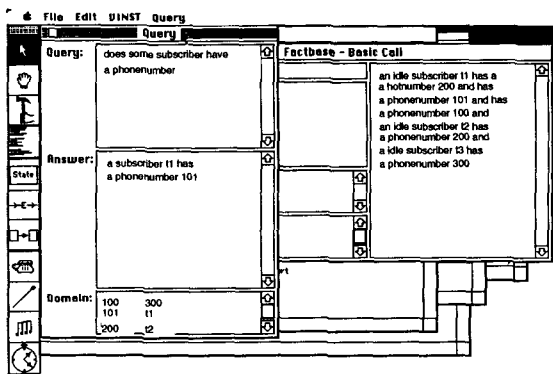 File Edit VINST Query
Query
Query:
does some subscriber have
a phonenumber
Answer:
a subscriber t1 has
a phonenumber 101
Domain:
100 300
101 t1
200 t2
State
E
Factbase - Basic Call
an idle subscriber t1 has a
a hotnumber 200 and has
a phonenumber 101 and has
a phonenumber 100 and
an idle subscriber t2 has
a phonenumber 200 and
a idle subscriber t3 has
a phonenumber 300
rt